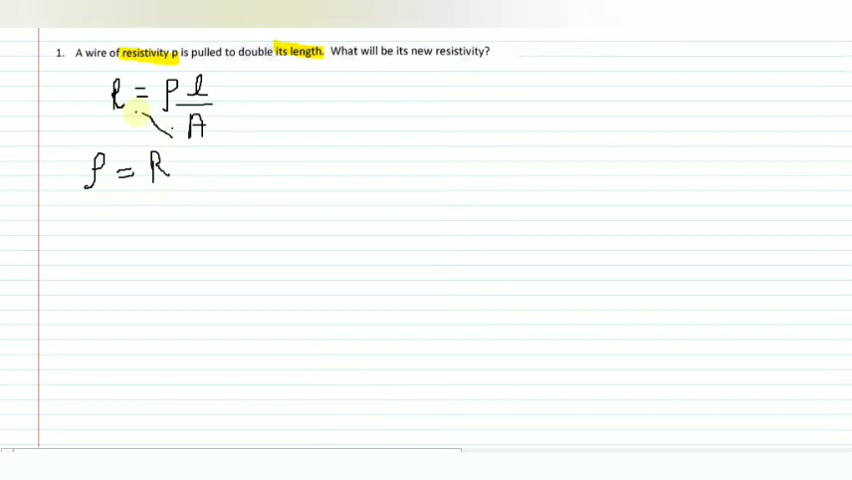 1. A wire of resistivity p is pulled to double its length. What will be its new resistivity?
R = ρ l
A
ρ = R